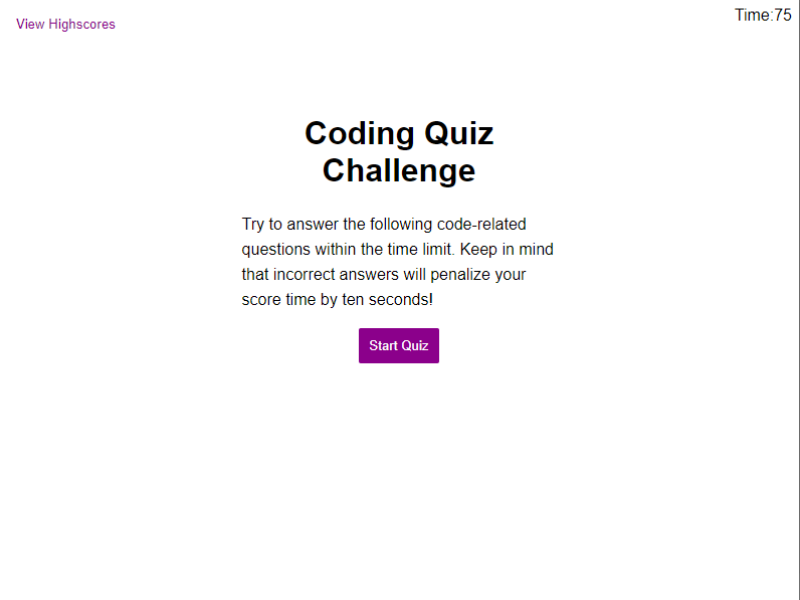 View Highscores
Time:75
Coding Quiz
Challenge
Try to answer the following code-related
questions within the time limit. Keep in mind
that incorrect answers will penalize your
score time by ten seconds!
Start Quiz